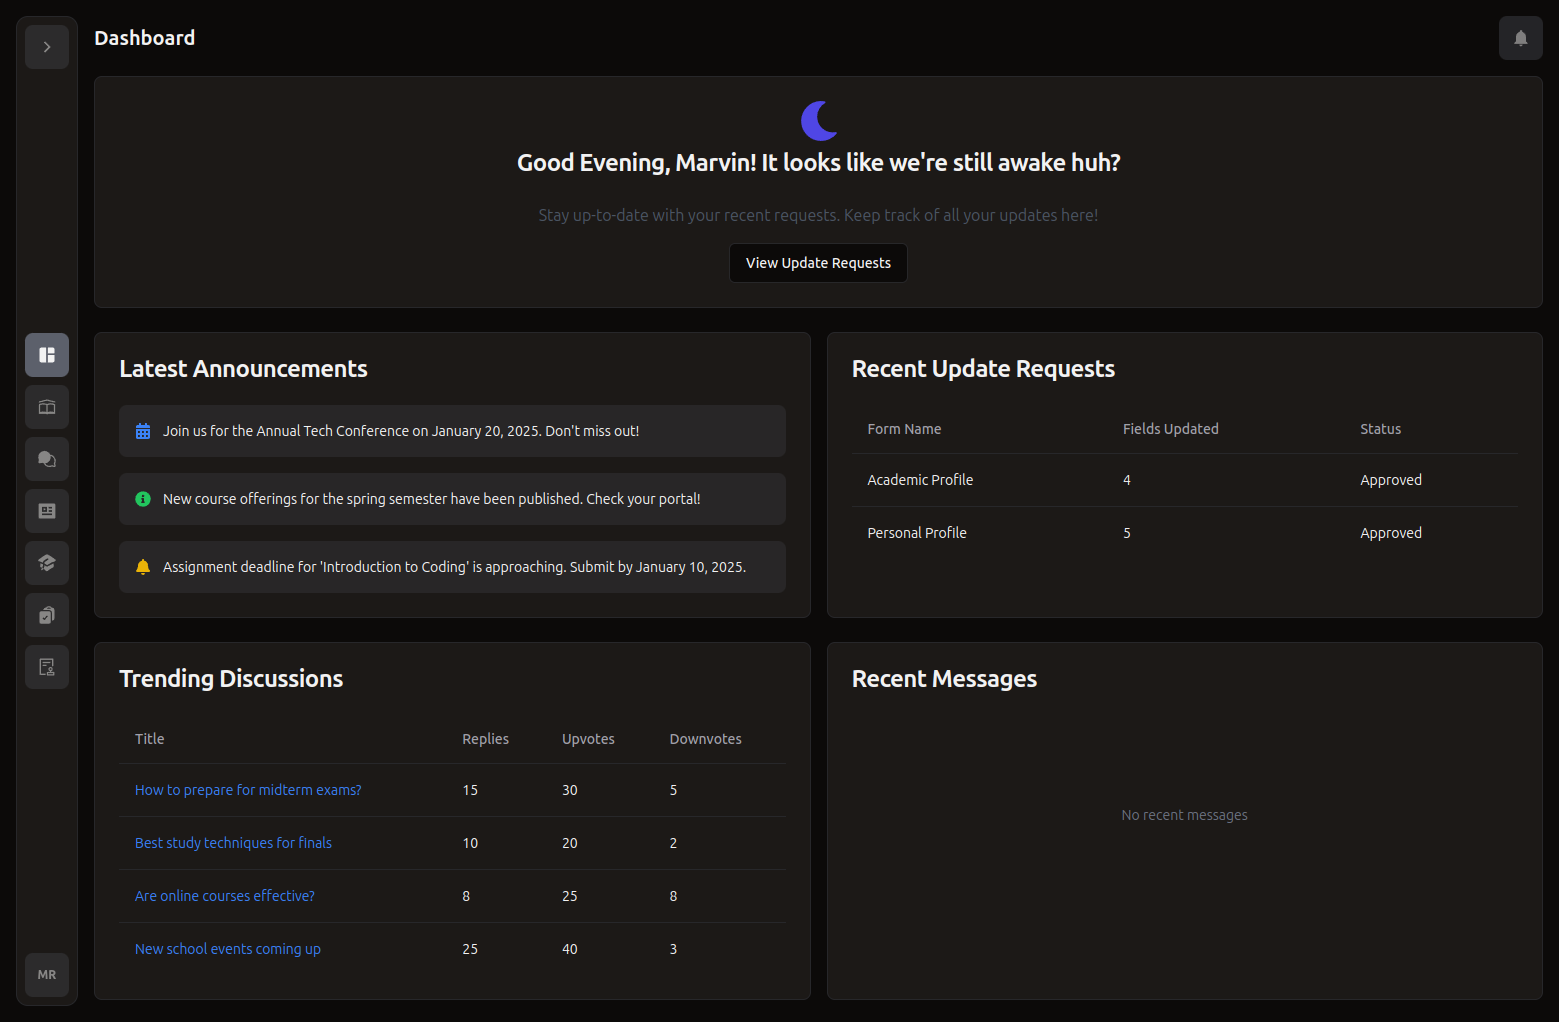 Dashboard
Good Evening, Marvin! It looks like we're still awake huh?
Stay up-to-date with your recent requests. Keep track of all your updates here!
View Update Requests
Latest Announcements
Join us for the Annual Tech Conference on January 20, 2025. Don't miss out!
New course offerings for the spring semester have been published. Check your portal!
Assignment deadline for 'Introduction to Coding' is approaching. Submit by January 10, 2025.
Recent Update Requests
Form Name Fields Updated Status
Academic Profile 4 Approved
Personal Profile 5 Approved
Trending Discussions
Title Replies Upvotes Downvotes
How to prepare for midterm exams? 15 30 5
Best study techniques for finals 10 20 2
Are online courses effective? 8 25 8
New school events coming up 25 40 3
Recent Messages
No recent messages
MR